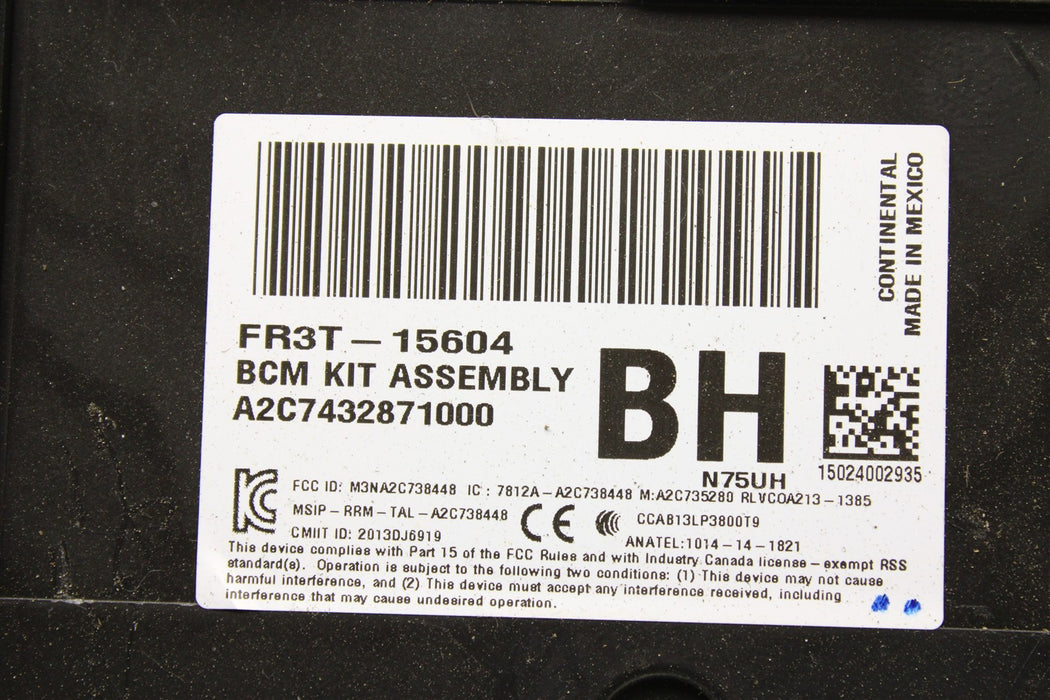 CONTINENTAL
MADE IN MEXICO
FR3T - 15604
BCM KIT ASSEMBLY
A2C7432871000
BH
N75UH
15024002935
FCC ID: M3NA2C738448 IC : 7812A-A2C738448 M:A2C735280 RLVCOA213-1385
MSIP-RRM-TAL-A2C738448 CE CCAB13LP3800T9
CMIIT ID: 2013DJ6919 ANATEL:1014-14-1821
This device complies with Part 15 of the FCC Rules and with Industry Canada license-exempt RSS
standard(s). Operation is subject to the following two conditions: (1) This device may not cause
harmful interference, and (2) This device must accept any interference received, including
interference that may cause undesired operation.